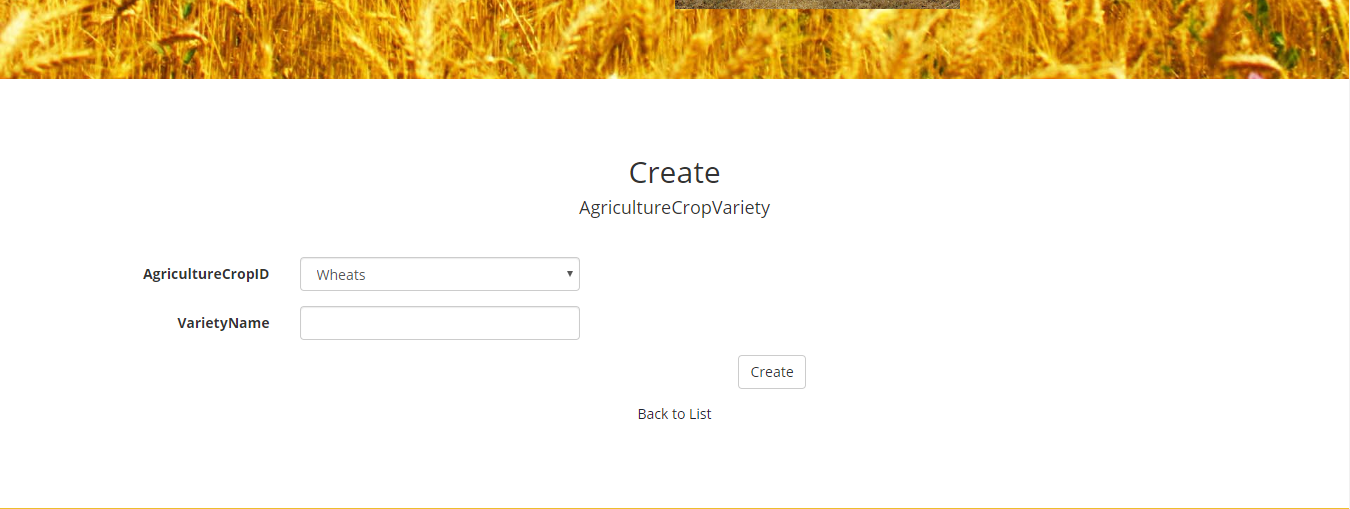 Create
AgricultureCropVariety
AgricultureCropID Wheats
VarietyName
Create
Back to List